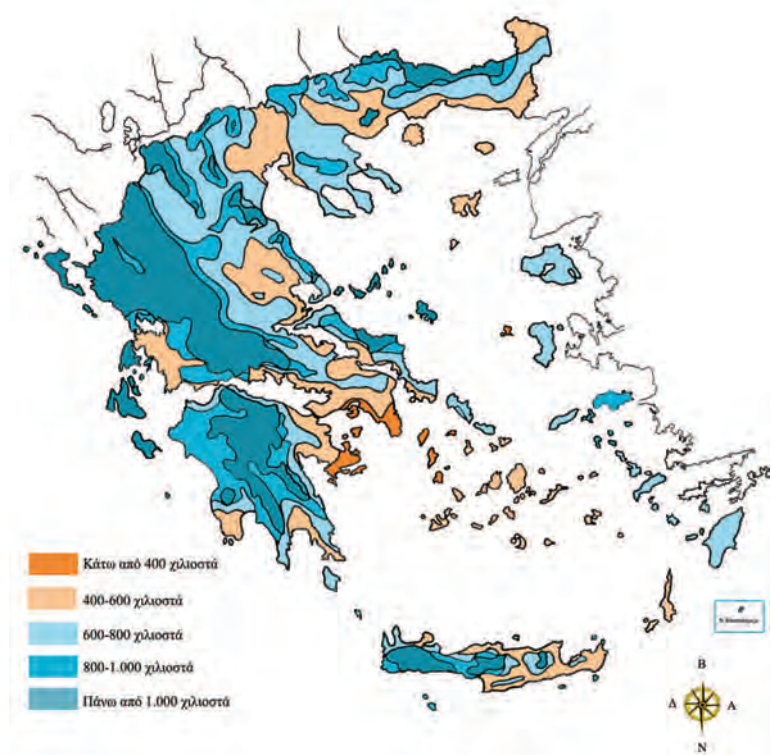 Κάτω από 400 χιλιοστά
400-600 χιλιοστά
600-800 χιλιοστά
800-1.000 χιλιοστά
Πάνω από 1.000 χιλιοστά
Β
Δ
Α
Ν